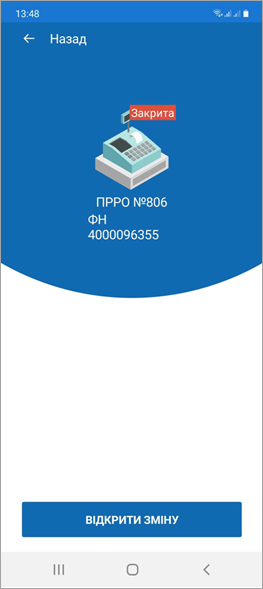 13:48
Назад
Закрита
ПРРО №806
ФН
4000096355
ВІДКРИТИ ЗМІНУ